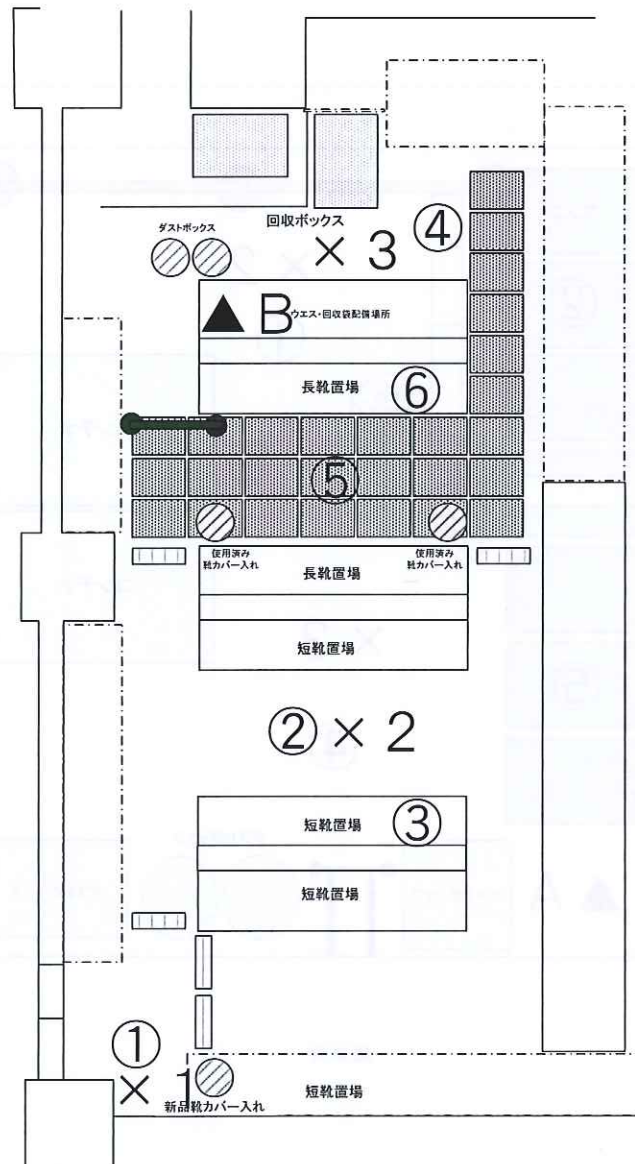 回収ボックス
ダストボックス
④
× 3
▲ B ウエス・回収袋配備場所
長靴置場
⑥
⑤
使用済み
靴カバー入れ
使用済み
靴カバー入れ
長靴置場
短靴置場
② × 2
短靴置場
③
短靴置場
①
× 1
新品靴カバー入れ
短靴置場